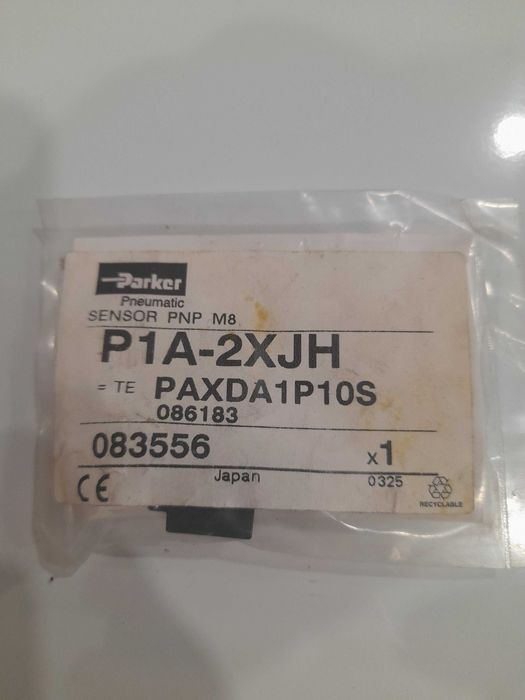 Parker
Pneumatic
SENSOR PNP M8
P1A-2XJH
= TE PAXDA1P10S
086183
083556 x1
CE Japan 0325
RECYCLABLE